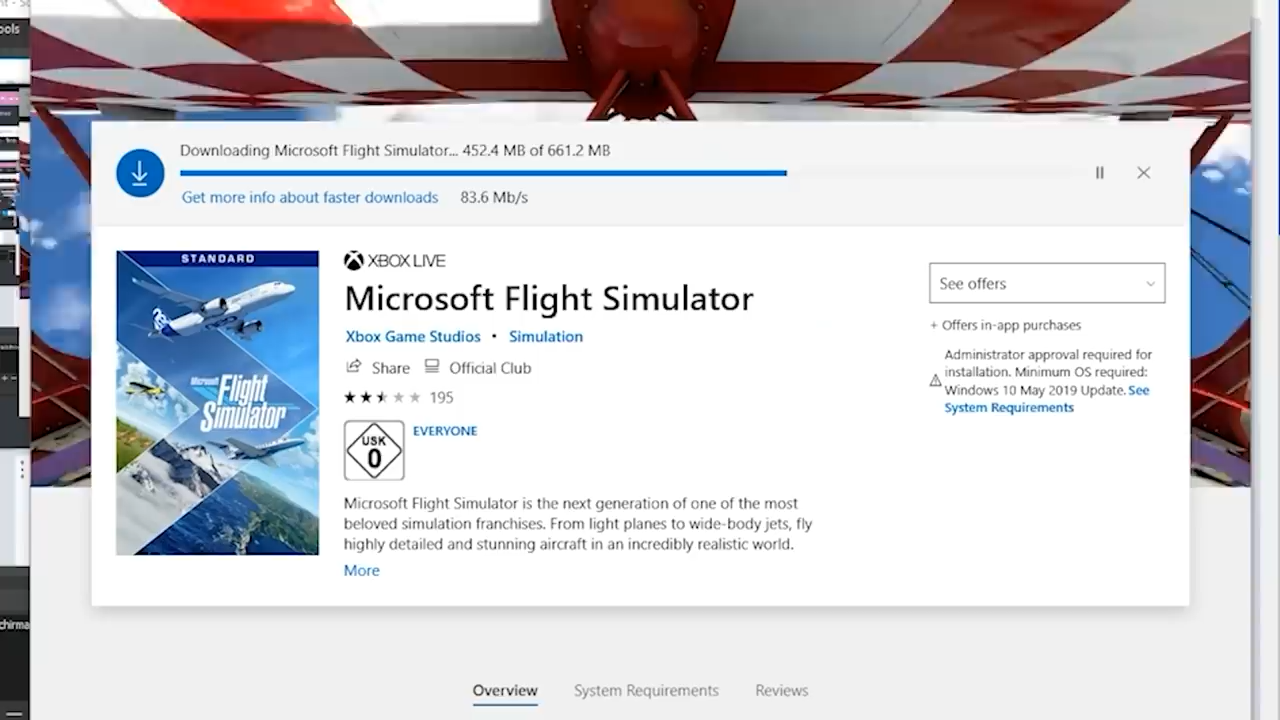 ools
Downloading Microsoft Flight Simulator... 452.4 MB of 661.2 MB
Get more info about faster downloads 83.6 Mb/s
STANDARD
Microsoft
Flight
Simulator
XBOX LIVE
Microsoft Flight Simulator
Xbox Game Studios • Simulation
Share Official Club
195
USK
0
EVERYONE
Microsoft Flight Simulator is the next generation of one of the most
beloved simulation franchises. From light planes to wide-body jets, fly
highly detailed and stunning aircraft in an incredibly realistic world.
More
See offers
+ Offers in-app purchases
Administrator approval required for
installation. Minimum OS required:
Windows 10 May 2019 Update. See
System Requirements
chirma
Overview System Requirements Reviews